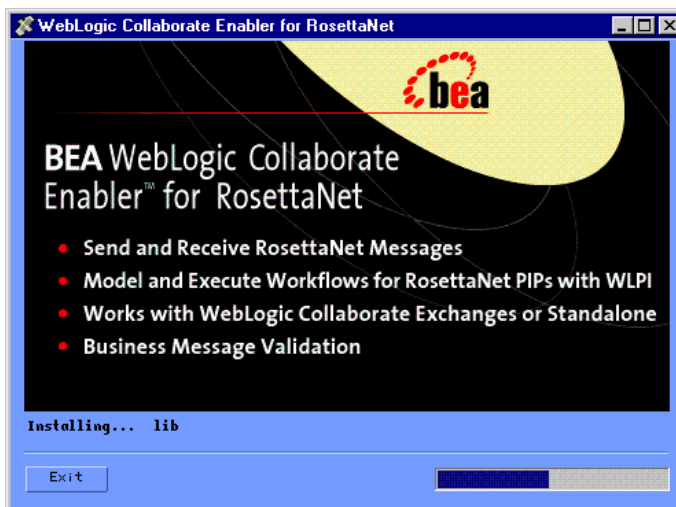 WebLogic Collaborate Enabler for RosettaNet
bea
BEA WebLogic Collaborate
Enabler™ for RosettaNet
• Send and Receive RosettaNet Messages
• Model and Execute Workflows for RosettaNet PIPs with WLPI
• Works with WebLogic Collaborate Exchanges or Standalone
• Business Message Validation
Installing... lib
Exit